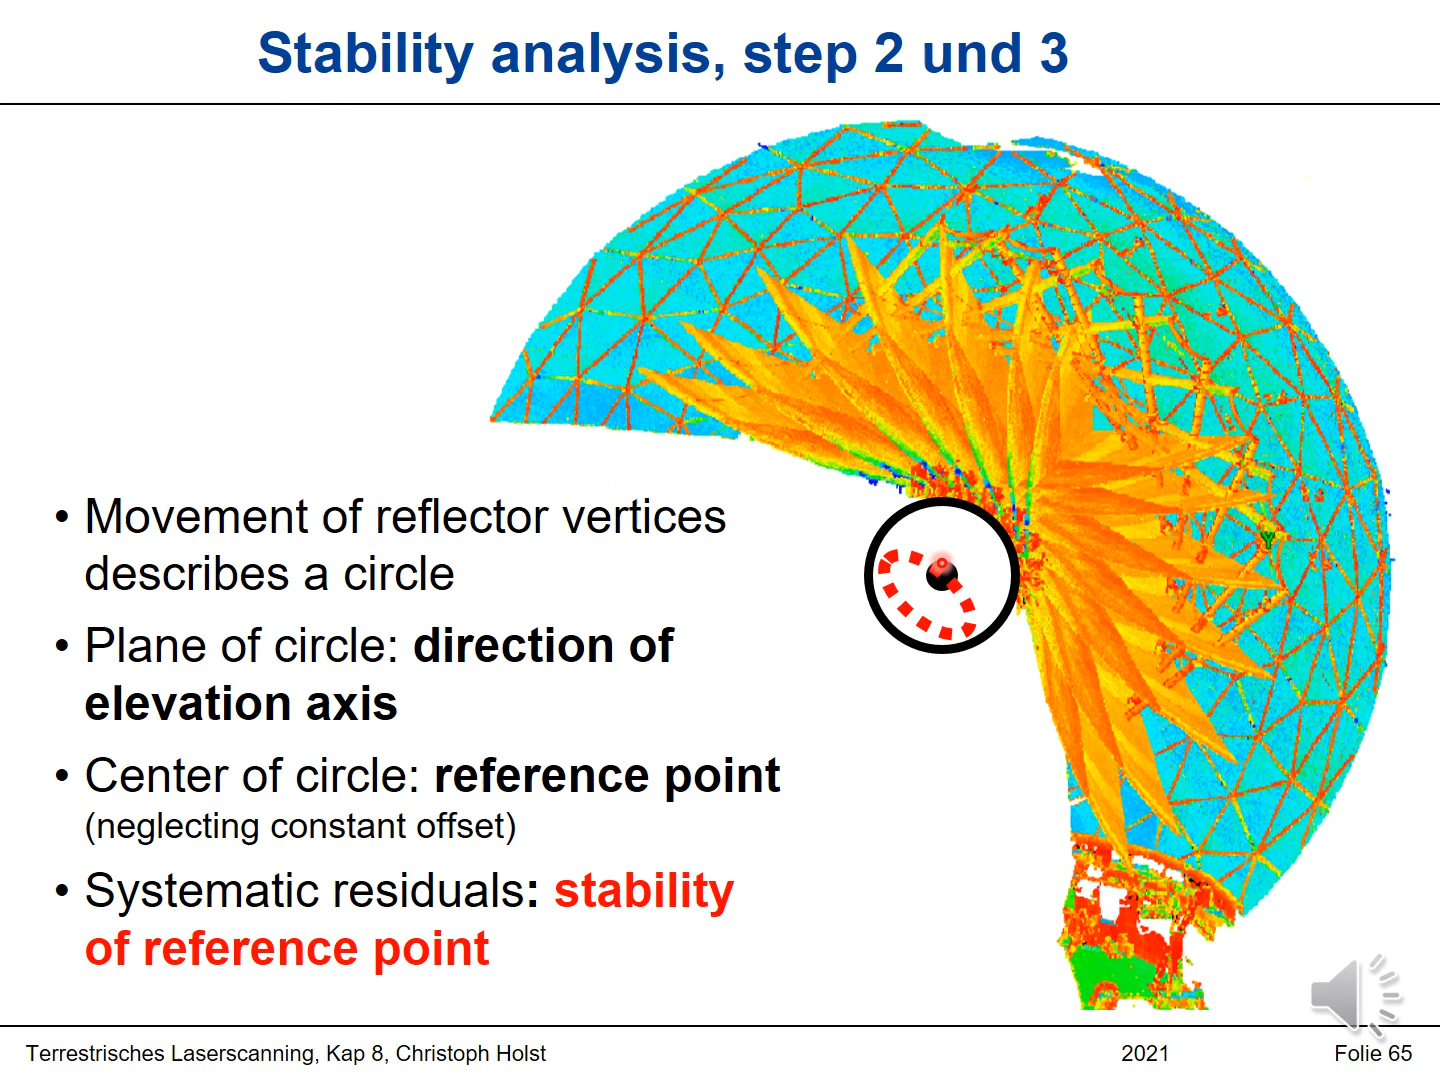 Stability analysis, step 2 und 3
• Movement of reflector vertices
describes a circle
• Plane of circle: direction of
elevation axis
• Center of circle: reference point
(neglecting constant offset)
• Systematic residuals: stability
of reference point
Y
Terrestrisches Laserscanning, Kap 8, Christoph Holst
2021
Folie 65